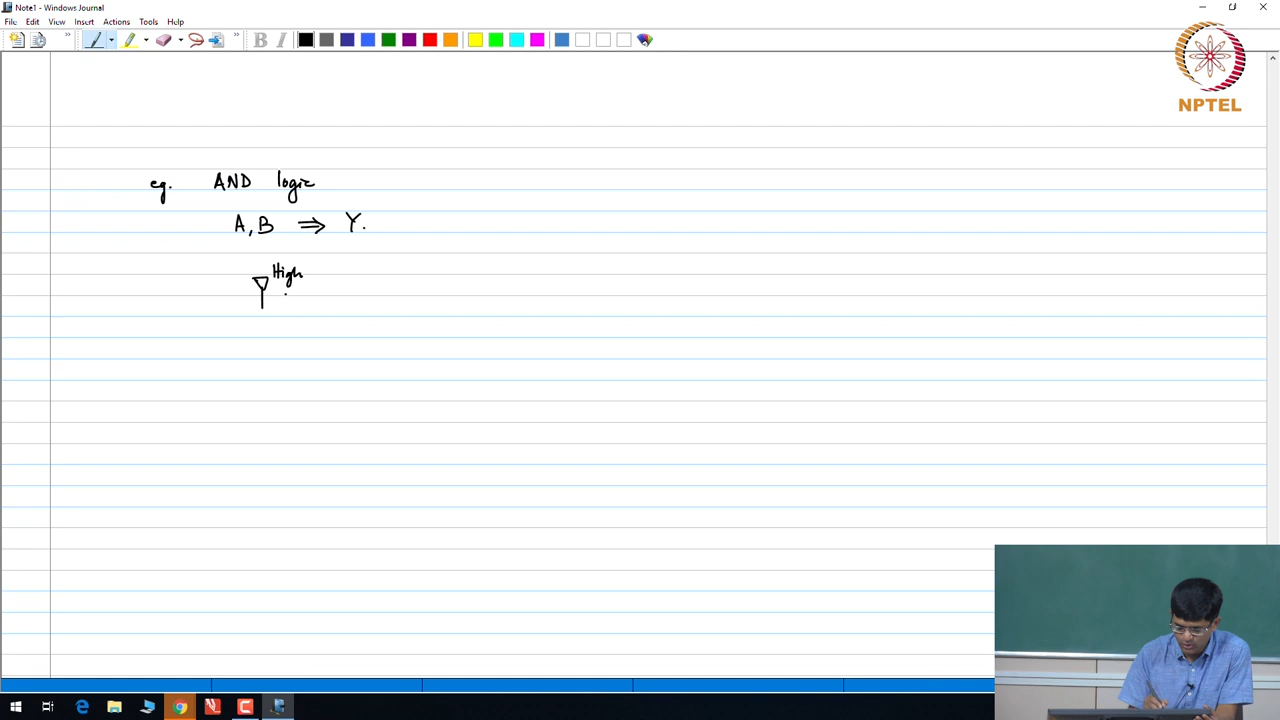 Note1 - Windows Journal
File Edit View Insert Actions Tools Help
B I
NPTEL
eg. AND logic
A, B ⇒ Y.
High